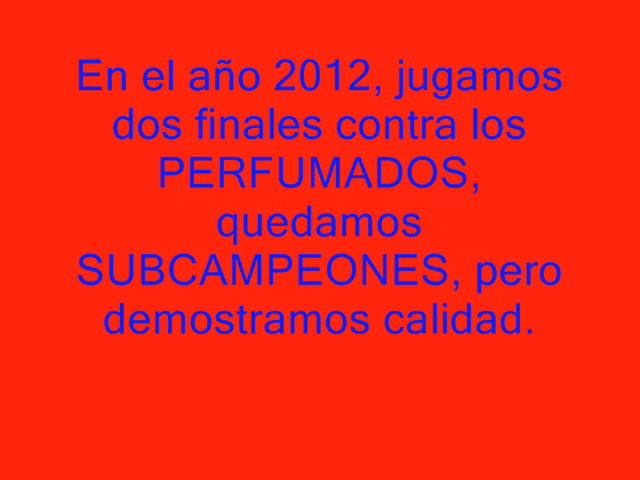 En el año 2012, jugamos
dos finales contra los
PERFUMADOS,
quedamos
SUBCAMPEONES, pero
demostramos calidad.